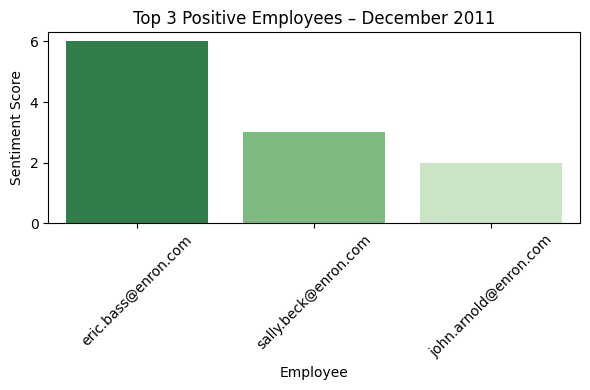 Top 3 Positive Employees – December 2011
Sentiment Score
6
4
2
0
eric.bass@enron.com
sally.beck@enron.com
john.arnold@enron.com
Employee